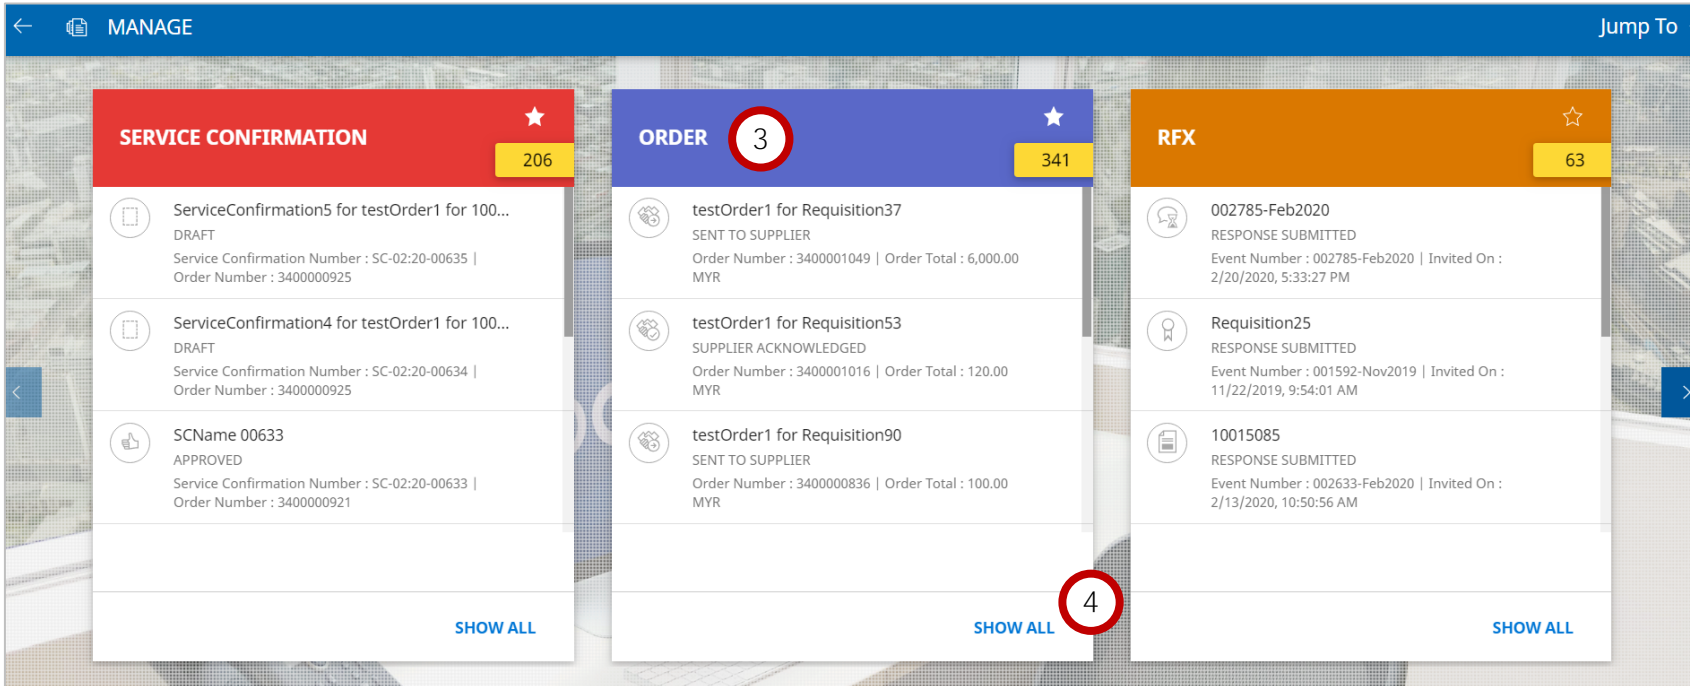 MANAGE
Jump To
SERVICE CONFIRMATION
206
ServiceConfirmation5 for testOrder1 for 100...
DRAFT
Service Confirmation Number : SC-02:20-00635 |
Order Number : 3400000925
ServiceConfirmation4 for testOrder1 for 100...
DRAFT
Service Confirmation Number : SC-02:20-00634 |
Order Number : 3400000925
SCName 00633
APPROVED
Service Confirmation Number : SC-02:20-00633 |
Order Number : 3400000921
SHOW ALL
ORDER
3
341
testOrder1 for Requisition37
SENT TO SUPPLIER
Order Number : 3400001049 | Order Total : 6,000.00
MYR
testOrder1 for Requisition53
SUPPLIER ACKNOWLEDGED
Order Number : 3400001016 | Order Total : 120.00
MYR
testOrder1 for Requisition90
SENT TO SUPPLIER
Order Number : 3400000836 | Order Total : 100.00
MYR
SHOW ALL
4
RFX
63
002785-Feb2020
RESPONSE SUBMITTED
Event Number : 002785-Feb2020 | Invited On :
2/20/2020, 5:33:27 PM
Requisition25
RESPONSE SUBMITTED
Event Number : 001592-Nov2019 | Invited On :
11/22/2019, 9:54:01 AM
10015085
RESPONSE SUBMITTED
Event Number : 002633-Feb2020 | Invited On :
2/13/2020, 10:50:56 AM
SHOW ALL